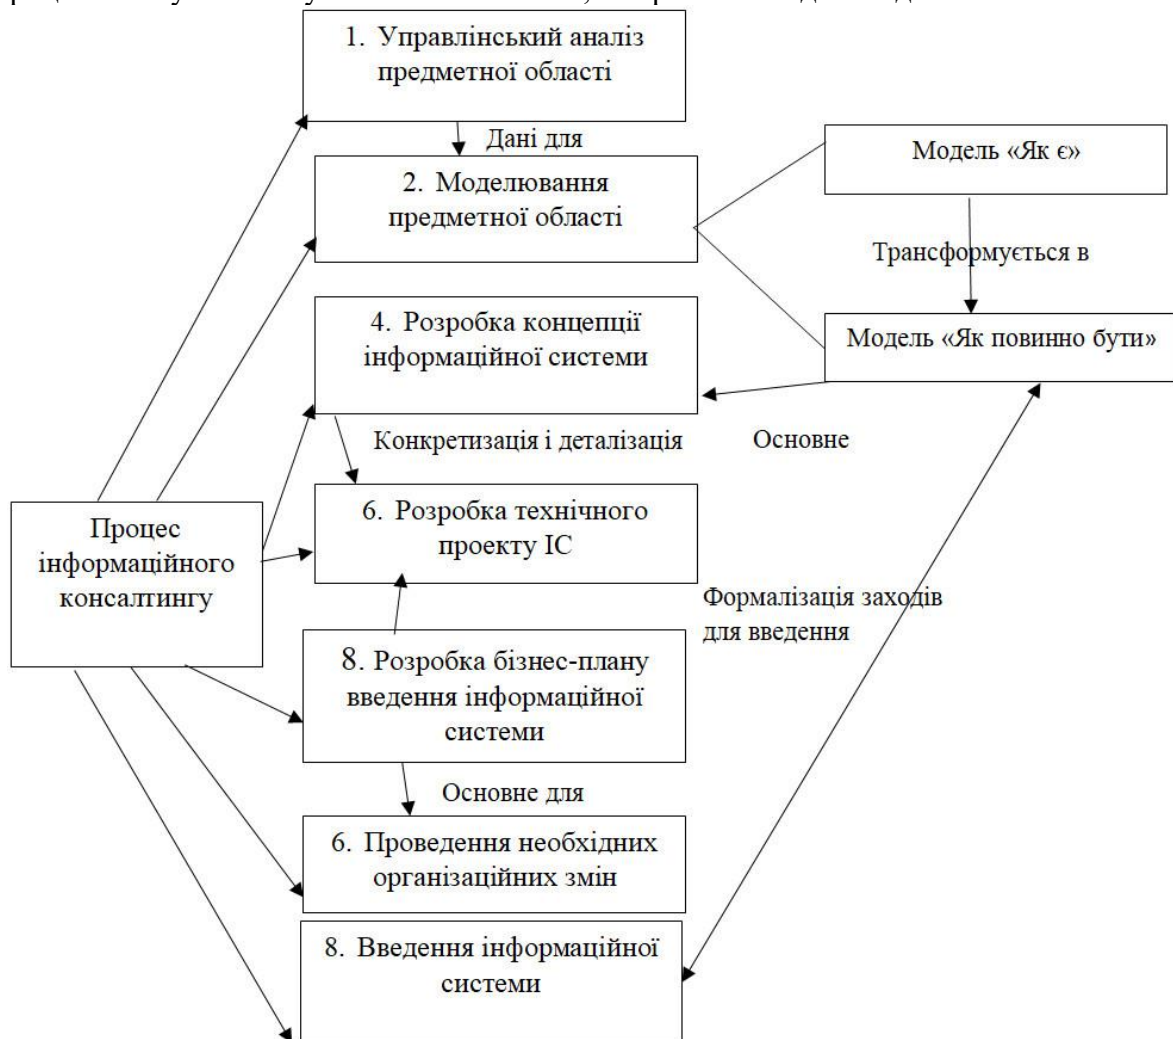 1. Управлінський аналіз
предметної області
Дані для
2. Моделювання
предметної області
Модель «Як є»
Трансформується в
Модель «Як повинно бути»
4. Розробка концепції
інформаційної системи
Конкретизація і деталізація
Основне
Процес
інформаційного
консалтингу
6. Розробка технічного
проекту ІС
Формалізація заходів
для введення
8. Розробка бізнес-плану
введення інформаційної
системи
Основне для
6. Проведення необхідних
організаційних змін
8. Введення інформаційної
системи